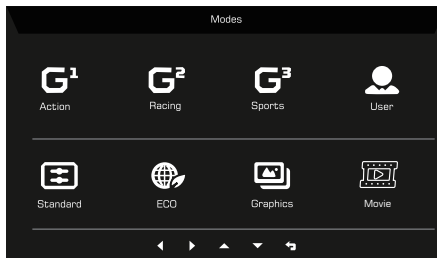 Modes
G¹ G² G³
Action Racing Sports User
Standard ECO Graphics Movie